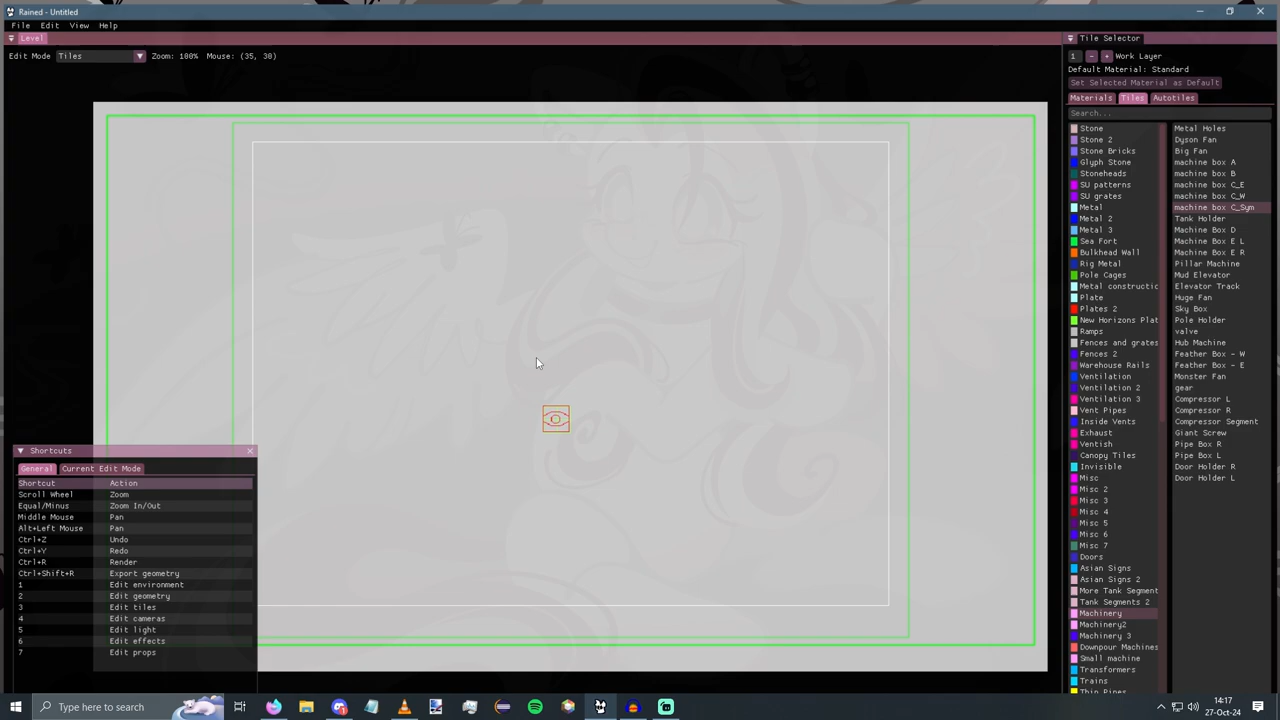 Rained - Untitled
File Edit View Help
Level
Edit Mode Tiles Zoom: 100% Mouse: (35, 30)
Tile Selector
1 - + Work Layer
Default Material: Standard
Set Selected Material as Default
Materials Tiles Autotiles
Search...
Stone
Stone 2
Stone Bricks
Glyph Stone
Stoneheads
SU patterns
SU grates
Metal
Metal 2
Metal 3
Sea Fort
Bulkhead Wall
Rig Metal
Pole Cages
Metal constructic
Plate
Plates 2
New Horizons Plat
Ramps
Fences and grates
Fences 2
Warehouse Rails
Ventilation
Ventilation 2
Ventilation 3
Vent Pipes
Inside Vents
Exhaust
Ventish
Canopy Tiles
Invisible
Misc
Misc 2
Misc 3
Misc 4
Misc 5
Misc 6
Misc 7
Doors
Asian Signs
Asian Signs 2
More Tank Segment
Tank Segments 2
Machinery
Machinery2
Machinery 3
Downpour Machines
Small machine
Transformers
Trains
Thin Pipes
Metal Holes
Dyson Fan
Big Fan
machine box A
machine box B
machine box C_E
machine box C_W
machine box C_Sym
Tank Holder
Machine Box D
Machine Box E L
Machine Box E R
Pillar Machine
Mud Elevator
Elevator Track
Huge Fan
Sky Box
Pole Holder
valve
Hub Machine
Feather Box - W
Feather Box - E
Monster Fan
gear
Compressor L
Compressor R
Compressor Segment
Giant Screw
Pipe Box R
Pipe Box L
Door Holder R
Door Holder L
Shortcuts
General Current Edit Mode
Shortcut Action
Scroll Wheel Zoom
Equal/Minus Zoom In/Out
Middle Mouse Pan
Alt+Left Mouse Pan
Ctrl+Z Undo
Ctrl+Y Redo
Ctrl+R Render
Ctrl+Shift+R Export geometry
1 Edit environment
2 Edit geometry
3 Edit tiles
4 Edit cameras
5 Edit light
6 Edit effects
7 Edit props
Type here to search
14:17
27-Oct-24